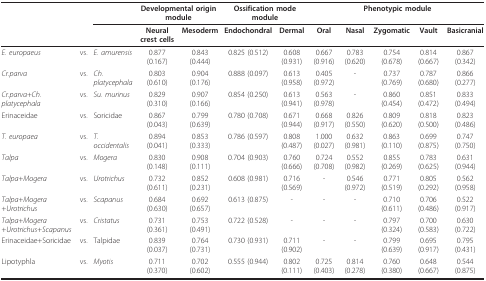 Developmental origin module Ossification mode module Phenotypic module
Neural crest cells Mesoderm Endochondral Dermal Oral Nasal Zygomatic Vault Basicranial
E. europaeus vs. E. amurensis 0.877 (0.167) 0.843 (0.444) 0.825 (0.512) 0.608 (0.931) 0.667 (0.916) 0.783 (0.620) 0.754 (0.678) 0.814 (0.667) 0.867 (0.342)
Cr.parva vs. Ch. platycephala 0.803 (0.610) 0.904 (0.176) 0.888 (0.097) 0.613 (0.958) 0.405 (0.972) - 0.737 (0.769) 0.787 (0.680) 0.866 (0.277)
Cr.parva+Ch. platycephala vs. Su. murinus 0.829 (0.310) 0.907 (0.166) 0.854 (0.250) 0.613 (0.941) 0.563 (0.978) - 0.860 (0.454) 0.851 (0.472) 0.833 (0.494)
Erinaceidae vs. Soricidae 0.867 (0.043) 0.799 (0.639) 0.780 (0.708) 0.671 (0.944) 0.668 (0.917) 0.826 (0.550) 0.809 (0.620) 0.818 (0.500) 0.823 (0.486)
T. europaea vs. T. occidentalis 0.894 (0.041) 0.853 (0.333) 0.786 (0.597) 0.808 (0.487) 1.000 (0.027) 0.632 (0.981) 0.863 (0.110) 0.699 (0.875) 0.747 (0.750)
Talpa vs. Mogera 0.830 (0.148) 0.908 (0.111) 0.704 (0.903) 0.760 (0.666) 0.724 (0.708) 0.552 (0.982) 0.855 (0.269) 0.783 (0.625) 0.631 (0.944)
Talpa+Mogera vs. Urotrichus 0.732 (0.611) 0.852 (0.231) 0.608 (0.981) 0.716 (0.569) - 0.546 (0.972) 0.771 (0.519) 0.805 (0.292) 0.562 (0.958)
Talpa+Mogera +Urotrichus vs. Scapanus 0.684 (0.630) 0.692 (0.657) 0.613 (0.875) - - - 0.710 (0.611) 0.706 (0.486) 0.522 (0.917)
Talpa+Mogera +Urotrichus+Scapanus vs. Cristatus 0.731 (0.361) 0.753 (0.491) 0.722 (0.528) - - - 0.797 (0.324) 0.700 (0.583) 0.630 (0.722)
Erinaceidae+Soricidae vs. Talpidae 0.839 (0.037) 0.764 (0.731) 0.730 (0.931) 0.711 (0.902) - - 0.799 (0.639) 0.695 (0.917) 0.795 (0.431)
Lipotyphla vs. Myotis 0.711 (0.370) 0.702 (0.602) 0.555 (0.944) 0.802 (0.111) 0.725 (0.403) 0.814 (0.278) 0.760 (0.380) 0.648 (0.667) 0.544 (0.875)